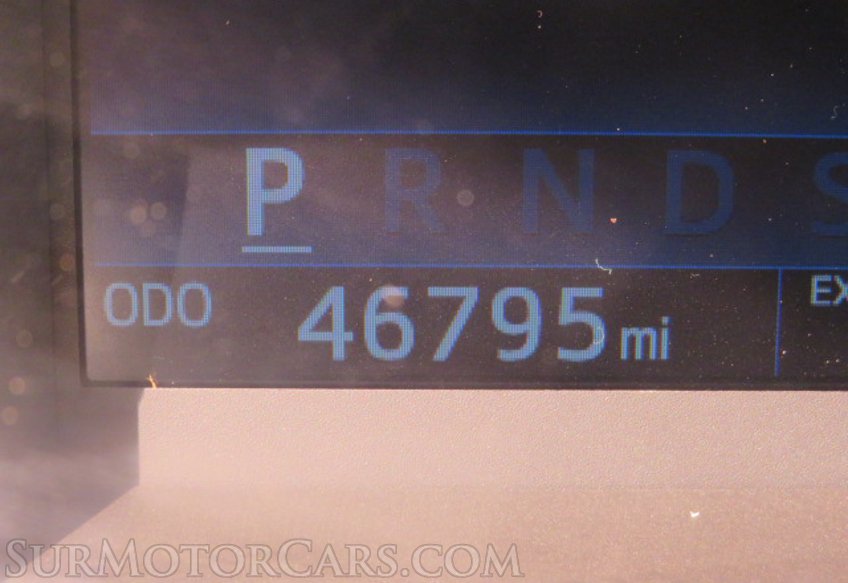 P R N D S
ODO 46795 mi EX
SURMOTORCARS.COM